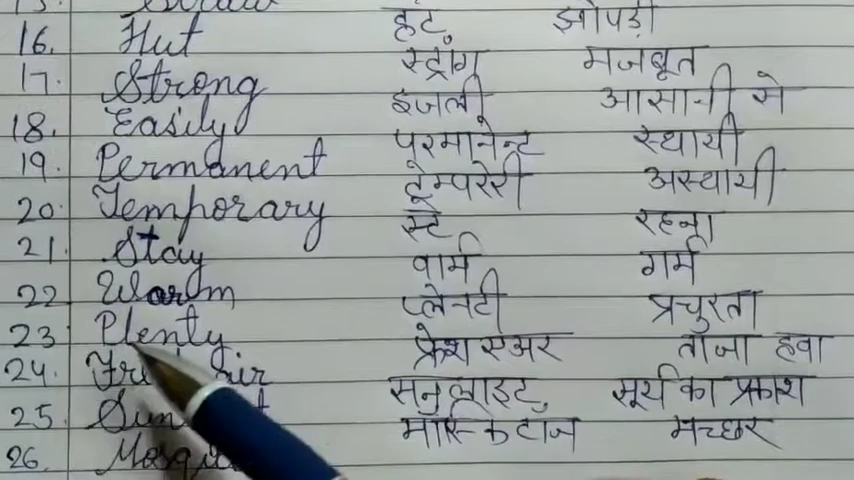 16. Hut हट झोपड़ी
17. Strong स्ट्रांग मजबूत
18. Easily इजली आसानी से
19. Permanent परमानेन्ट स्थायी
20. Temporary टेम्परेरी अस्थायी
21. Stay स्टे रहना
22 Warm वार्म गर्म
23 Plenty प्लेनटी प्रचुरता
24. फ्रेश एअर ताजा हवा
25. सनलाइट सूर्य का प्रकाश
26. मास्किटोज मच्छर